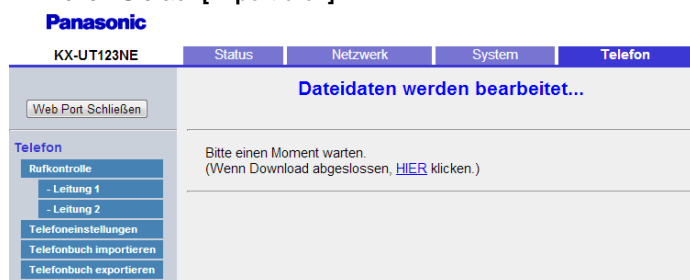 Panasonic
KX-UT123NE
Status Netzwerk System Telefon
Web Port Schließen
Dateidaten werden bearbeitet...
Telefon
Rufkontrolle
- Leitung 1
- Leitung 2
Telefoneinstellungen
Telefonbuch importieren
Telefonbuch exportieren
Bitte einen Moment warten.
(Wenn Download abgeslossen, HIER klicken.)